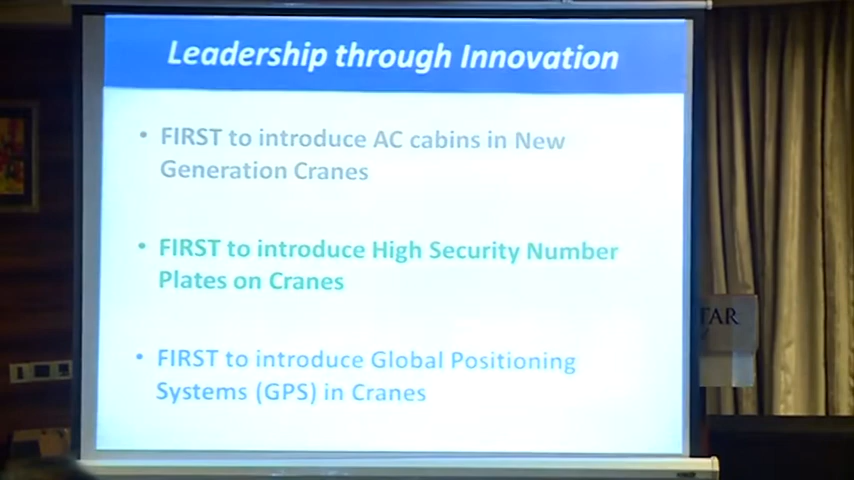 Leadership through Innovation
• FIRST to introduce AC cabins in New
Generation Cranes
• FIRST to introduce High Security Number
Plates on Cranes
• FIRST to introduce Global Positioning
Systems (GPS) in Cranes
TAR